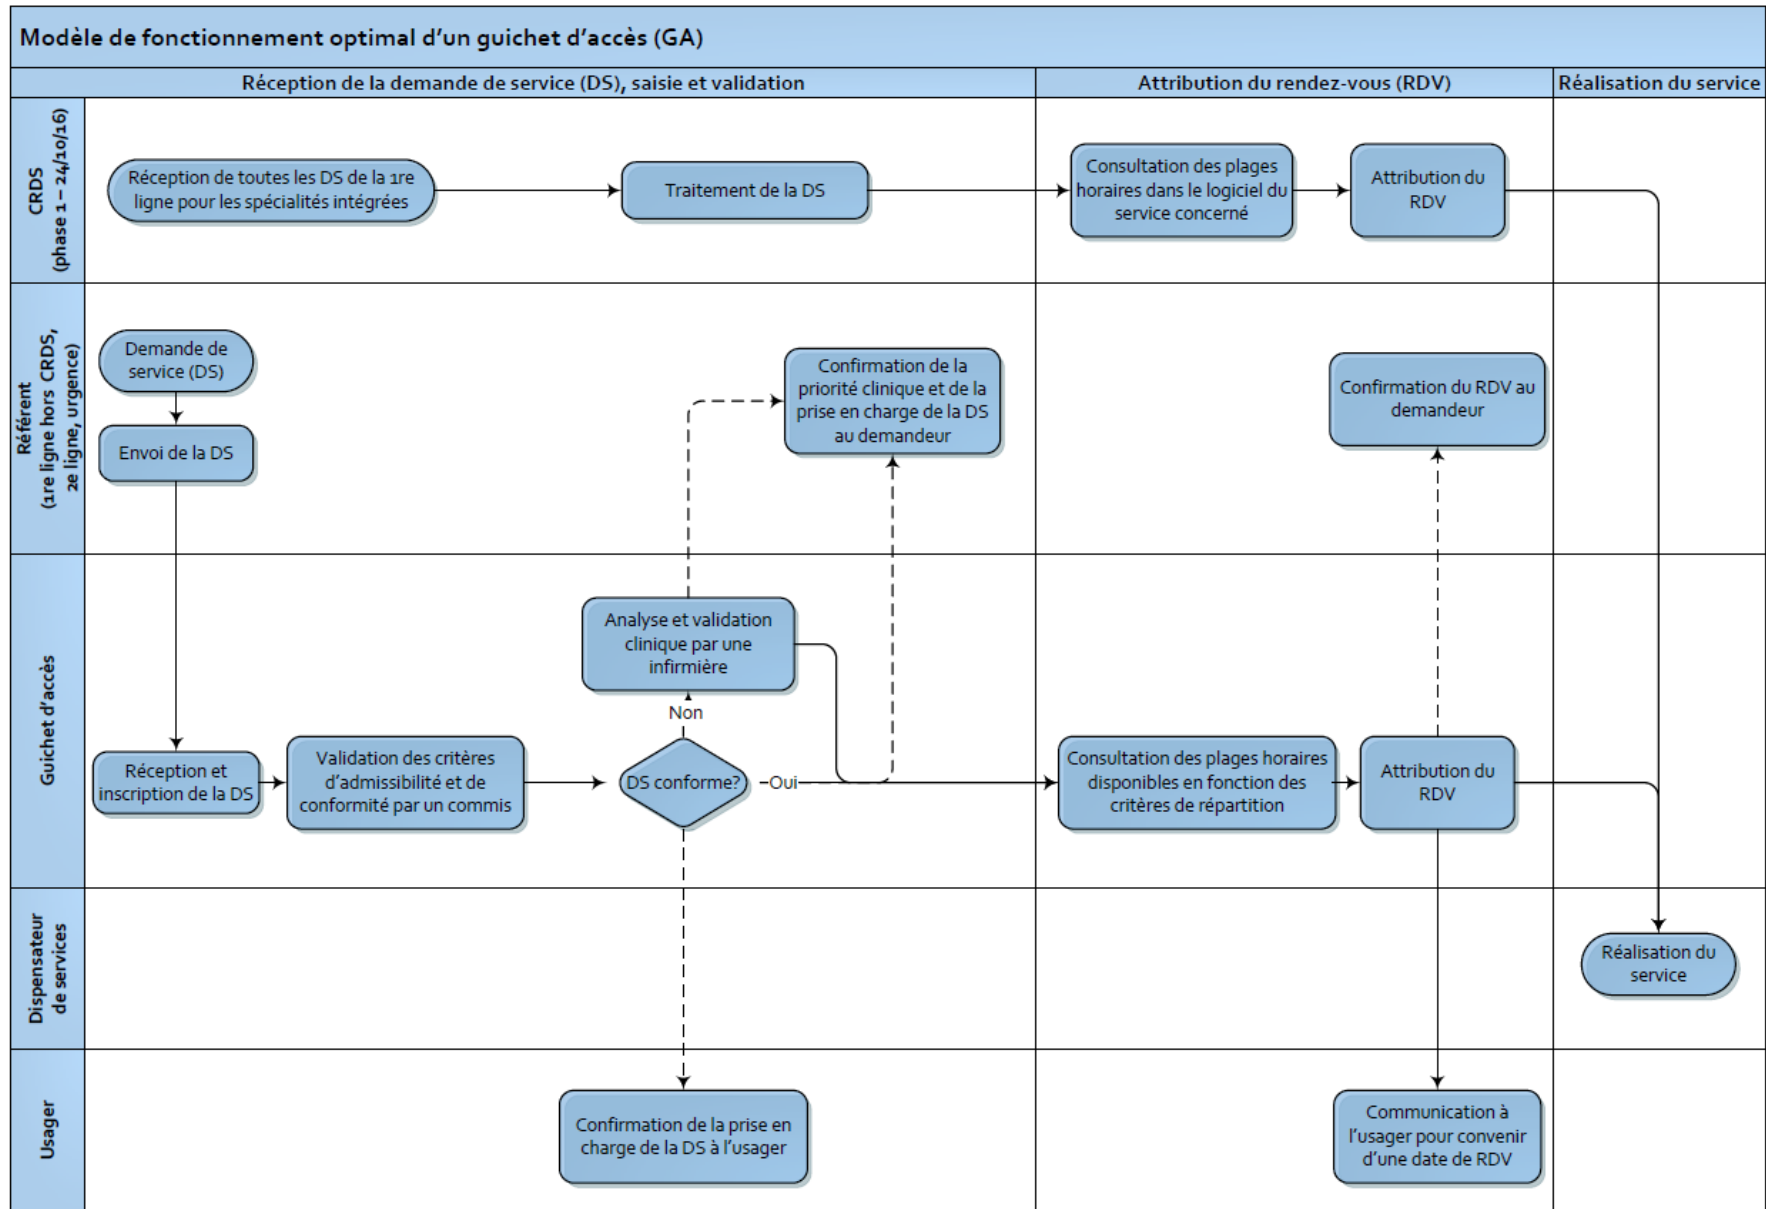 Modèle de fonctionnement optimal d'un guichet d'accès (GA)
Réception de la demande de service (DS), saisie et validation
Attribution du rendez-vous (RDV)
Réalisation du service
CRDS
(phase 1 – 24/10/16)
Réception de toutes les DS de la 1re
ligne pour les spécialités intégrées
Traitement de la DS
Consultation des plages
horaires dans le logiciel du
service concerné
Attribution du
RDV
Référent
(1re ligne hors CRDS,
2e ligne, urgence)
Demande de
service (DS)
Envoi de la DS
Confirmation de la
priorité clinique et de la
prise en charge de la DS
au demandeur
Confirmation du RDV au
demandeur
Guichet d'accès
Analyse et validation
clinique par une
infirmière
Non
Réception et
inscription de la DS
Validation des critères
d'admissibilité et de
conformité par un commis
DS conforme?
Oui
Consultation des plages horaires
disponibles en fonction des
critères de répartition
Attribution du
RDV
Dispensateur
de services
Réalisation du
service
Usager
Confirmation de la prise en
charge de la DS à l'usager
Communication à
l'usager pour convenir
d'une date de RDV